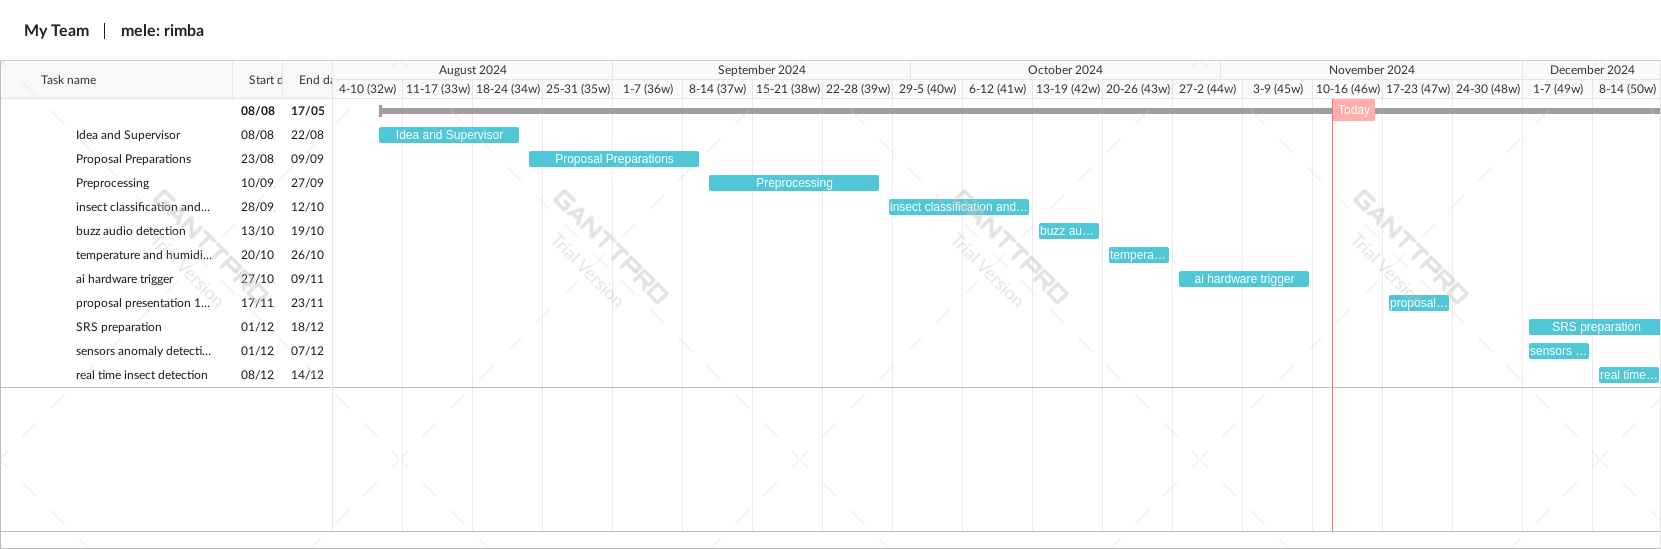 My Team | mele: rimba
Task name Start d End da August 2024 September 2024 October 2024 November 2024 December 2024
4-10 (32w) 11-17 (33w) 18-24 (34w) 25-31 (35w) 1-7 (36w) 8-14 (37w) 15-21 (38w) 22-28 (39w) 29-5 (40w) 6-12 (41w) 13-19 (42w) 20-26 (43w) 27-2 (44w) 3-9 (45w) 10-16 (46w) 17-23 (47w) 24-30 (48w) 1-7 (49w) 8-14 (50w)
08/08 17/05 Today
Idea and Supervisor 08/08 22/08 Idea and Supervisor
Proposal Preparations 23/08 09/09 Proposal Preparations
Preprocessing 10/09 27/09 Preprocessing
insect classification and... 28/09 12/10 insect classification and...
buzz audio detection 13/10 19/10 buzz au...
temperature and humidi... 20/10 26/10 tempera...
ai hardware trigger 27/10 09/11 ai hardware trigger
proposal presentation 1... 17/11 23/11 proposal...
SRS preparation 01/12 18/12 SRS preparation
sensors anomaly detecti... 01/12 07/12 sensors ...
real time insect detection 08/12 14/12 real time...
GANTTPRO
Trial Version
GANTTPRO
Trial Version
GANTTPRO
Trial Version
GANTTPRO
Trial Version